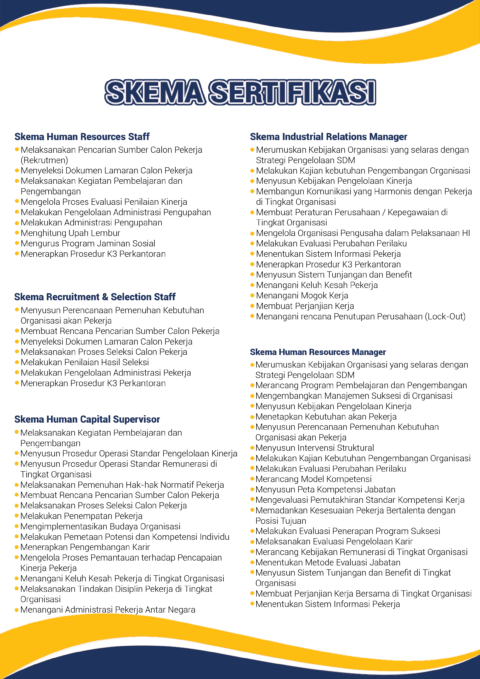 SKEMA SERTIFIKASI
Skema Human Resources Staff
Melaksanakan Pencarian Sumber Calon Pekerja
(Rekrutmen)
Menyeleksi Dokumen Lamaran Calon Pekerja
Melaksanakan Kegiatan Pembelajaran dan
Pengembangan
Mengelola Proses Evaluasi Penilaian Kinerja
Melakukan Pengelolaan Administrasi Pengupahan
Melakukan Administrasi Pengupahan
Menghitung Upah Lembur
Mengurus Program Jaminan Sosial
Menerapkan Prosedur K3 Perkantoran
Skema Recruitment & Selection Staff
Menyusun Perencanaan Pemenuhan Kebutuhan
Organisasi akan Pekerja
Membuat Rencana Pencarian Sumber Calon Pekerja
Menyeleksi Dokumen Lamaran Calon Pekerja
Melaksanakan Proses Seleksi Calon Pekerja
Melakukan Penilaian Hasil Seleksi
Melakukan Pengelolaan Administrasi Pekerja
Menerapkan Prosedur K3 Perkantoran
Skema Human Capital Supervisor
Melaksanakan Kegiatan Pembelajaran dan
Pengembangan
Menyusun Prosedur Operasi Standar Pengelolaan Kinerja
Menyusun Prosedur Operasi Standar Remunerasi di
Tingkat Organisasi
Melaksanakan Pemenuhan Hak-hak Normatif Pekerja
Membuat Rencana Pencarian Sumber Calon Pekerja
Melaksanakan Proses Seleksi Calon Pekerja
Melakukan Penempatan Pekerja
Mengimplementasikan Budaya Organisasi
Melakukan Pemetaan Potensi dan Kompetensi Individu
Menerapkan Pengembangan Karir
Mengelola Proses Pemantauan terhadap Pencapaian
Kinerja Pekerja
Menangani Keluh Kesah Pekerja di Tingkat Organisasi
Melaksanakan Tindakan Disiplin Pekerja di Tingkat
Organisasi
Menangani Administrasi Pekerja Antar Negara
Skema Industrial Relations Manager
Merumuskan Kebijakan Organisasi yang selaras dengan
Strategi Pengelolaan SDM
Melakukan Kajian kebutuhan Pengembangan Organisasi
Menyusun Kebijakan Pengelolaan Kinerja
Membangun Komunikasi yang Harmonis dengan Pekerja
di Tingkat Organisasi
Membuat Peraturan Perusahaan / Kepegawaian di
Tingkat Organisasi
Mengelola Organisasi Pengusaha dalam Pelaksanaan HI
Melakukan Evaluasi Perubahan Perilaku
Menentukan Sistem Informasi Pekerja
Menerapkan Prosedur K3 Perkantoran
Menyusun Sistem Tunjangan dan Benefit
Menangani Keluh Kesah Pekerja
Menangani Mogok Kerja
Membuat Perjanjian Kerja
Menangani rencana Penutupan Perusahaan (Lock-Out)
Skema Human Resources Manager
Merumuskan Kebijakan Organisasi yang selaras dengan
Strategi Pengelolaan SDM
Merancang Program Pembelajaran dan Pengembangan
Mengembangkan Manajemen Suksesi di Organisasi
Menyusun Kebijakan Pengelolaan Kinerja
Menetapkan Kebutuhan akan Pekerja
Menyusun Perencanaan Pemenuhan Kebutuhan
Organisasi akan Pekerja
Menyusun Intervensi Struktural
Melakukan Kajian Kebutuhan Pengembangan Organisasi
Melakukan Evaluasi Perubahan Perilaku
Merancang Model Kompetensi
Menyusun Peta Kompetensi Jabatan
Mengevaluasi Pemutakhiran Standar Kompetensi Kerja
Memadankan Kesesuaian Pekerja Bertalenta dengan
Posisi Tujuan
Melakukan Evaluasi Penerapan Program Suksesi
Melaksanakan Evaluasi Pengelolaan Karir
Merancang Kebijakan Remunerasi di Tingkat Organisasi
Menentukan Metode Evaluasi Jabatan
Menyusun Sistem Tunjangan dan Benefit di Tingkat
Organisasi
Membuat Perjanjian Kerja Bersama di Tingkat Organisasi
Menentukan Sistem Informasi Pekerja